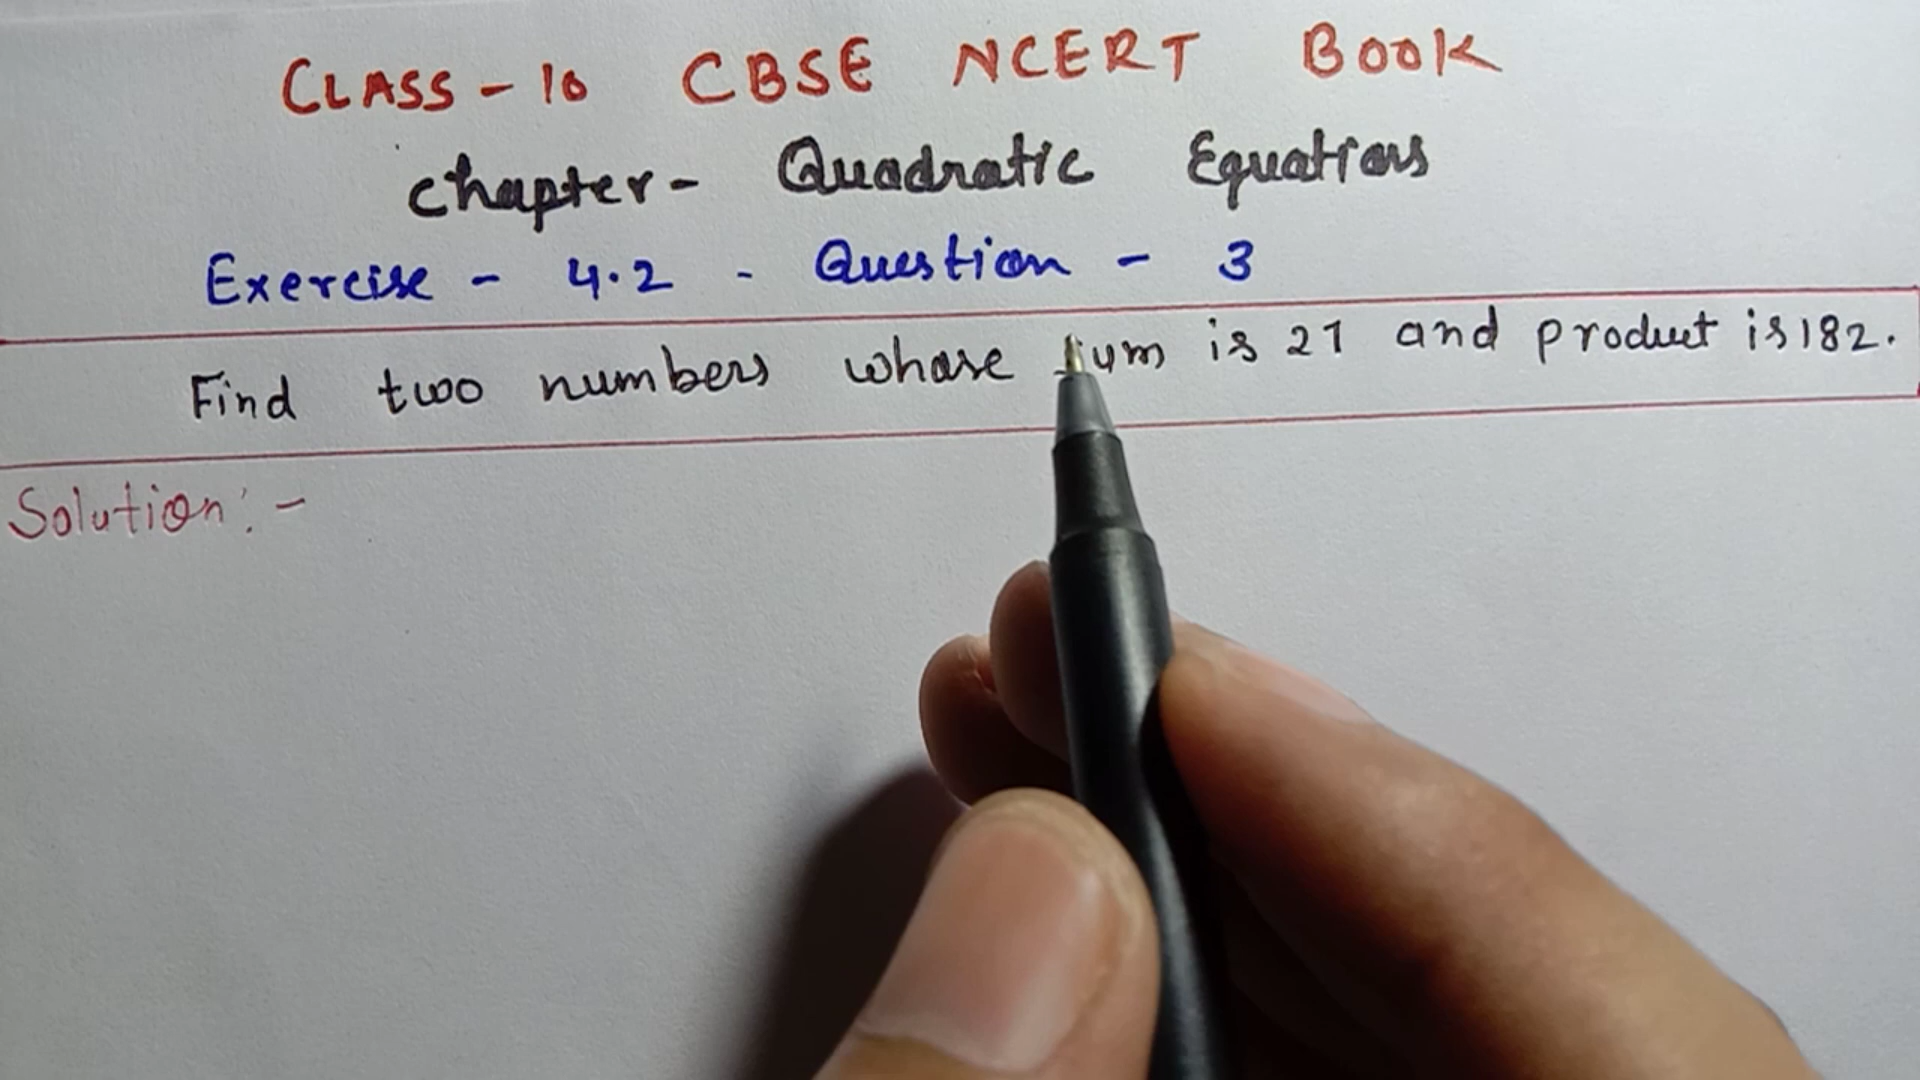 CLASS - 10 CBSE NCERT BOOK
Chapter - Quadratic Equations
Exercise - 4.2 - Question - 3
Find two numbers whose sum is 27 and product is 182.
Solution :-